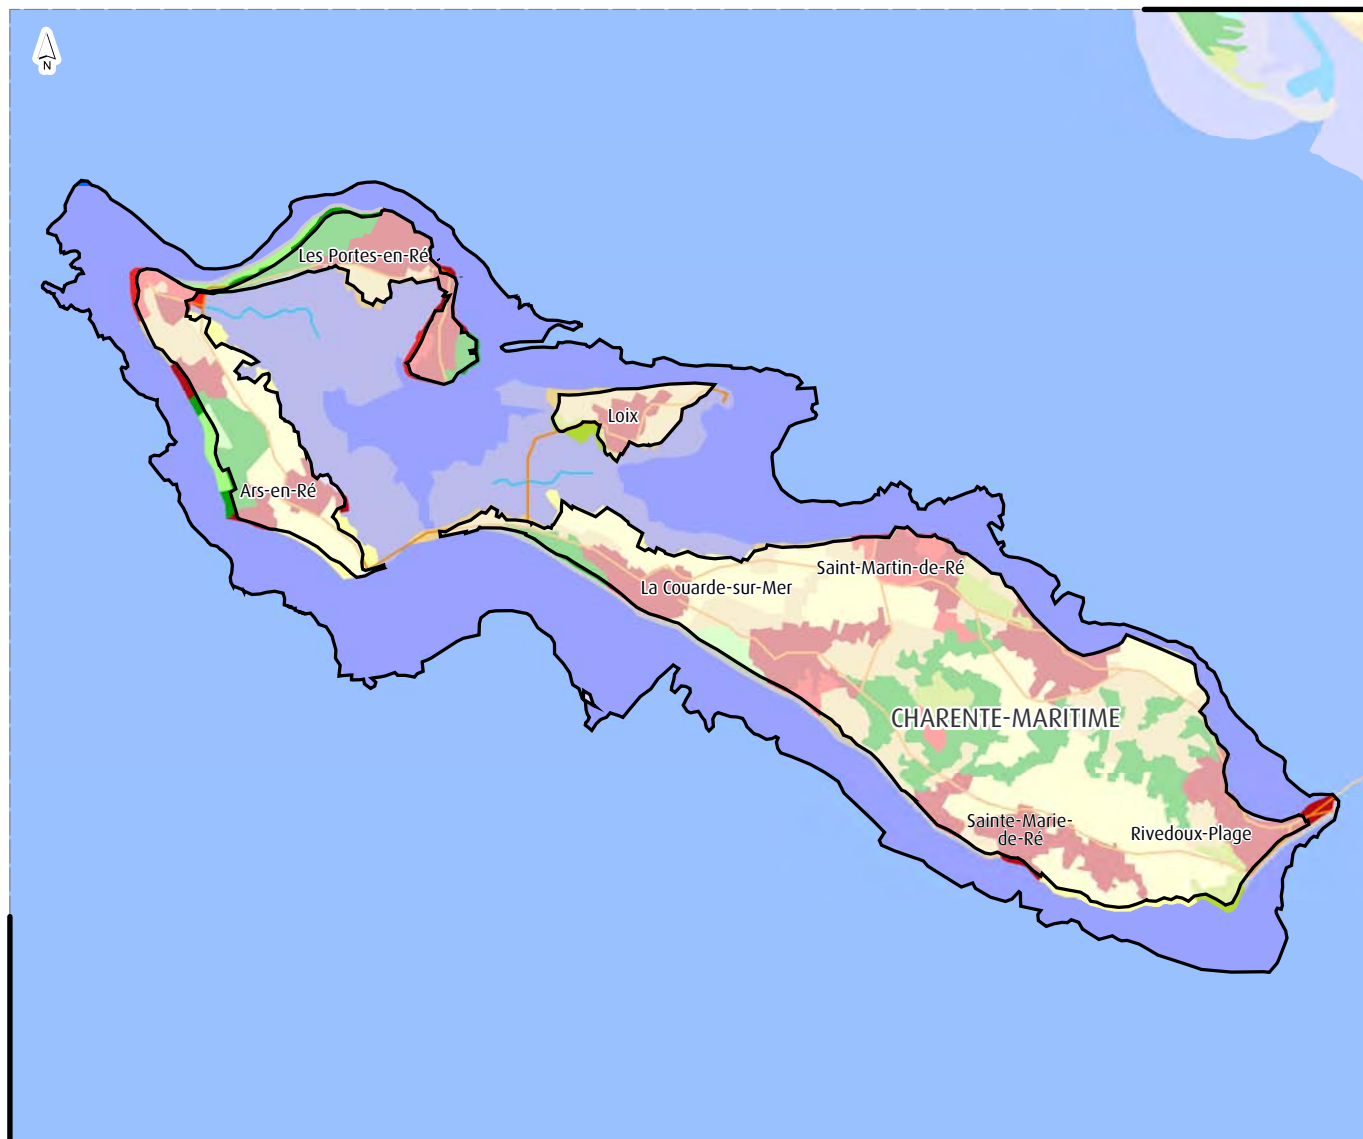 N
Les Portes-en-Ré
Loix
Ars-en-Ré
Saint-Martin-de-Ré
La Couarde-sur-Mer
CHARENTE-MARITIME
Sainte-Marie-
de-Ré
Rivedoux-Plage